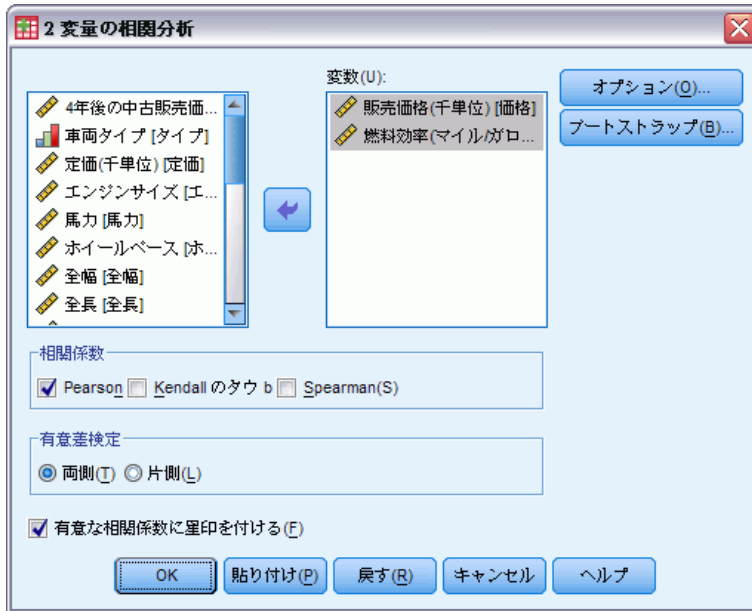 2 変量の相関分析
変数(U):
4年後の中古販売価...
車両タイプ [タイプ]
定価(千単位) [定価]
エンジンサイズ [エ...
馬力 [馬力]
ホイールベース [ホ...
全幅 [全幅]
全長 [全長]
販売価格(千単位) [価格]
燃料効率(マイル/ガロ...
オプション(O)...
ブートストラップ(B)...
相関係数
Pearson Kendall のタウ b Spearman(S)
有意差検定
両側(T) 片側(L)
有意な相関係数に星印を付ける(F)
OK 貼り付け(P) 戻す(R) キャンセル ヘルプ